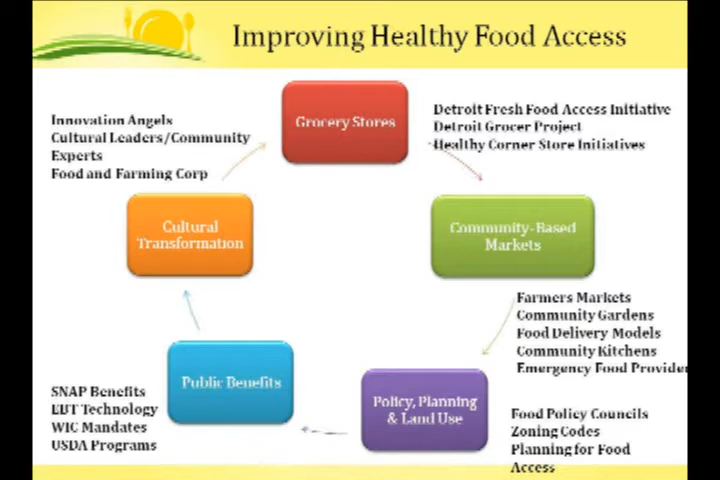 Improving Healthy Food Access
Grocery Stores
Detroit Fresh Food Access Initiative
Detroit Grocer Project
Healthy Corner Store Initiatives
Innovation Angels
Cultural Leaders/Community
Experts
Food and Farming Corp
Cultural
Transformation
Community-Based
Markets
Farmers Markets
Community Gardens
Food Delivery Models
Community Kitchens
Emergency Food Provider
Public Benefits
SNAP Benefits
EBT Technology
WIC Mandates
USDA Programs
Policy, Planning
& Land Use
Food Policy Councils
Zoning Codes
Planning for Food
Access